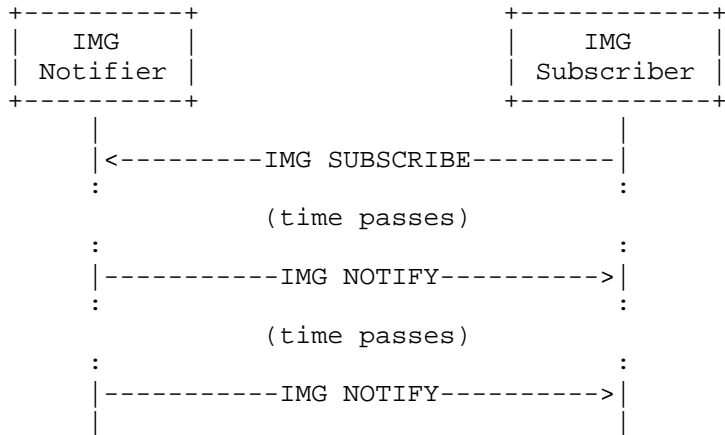 +----------+ +------------+
| IMG | | IMG |
| Notifier | | Subscriber |
+----------+ +------------+
| |
|<---------IMG SUBSCRIBE---------|
: :
(time passes)
: :
|-----------IMG NOTIFY---------->|
: :
(time passes)
: :
|-----------IMG NOTIFY---------->|
| |